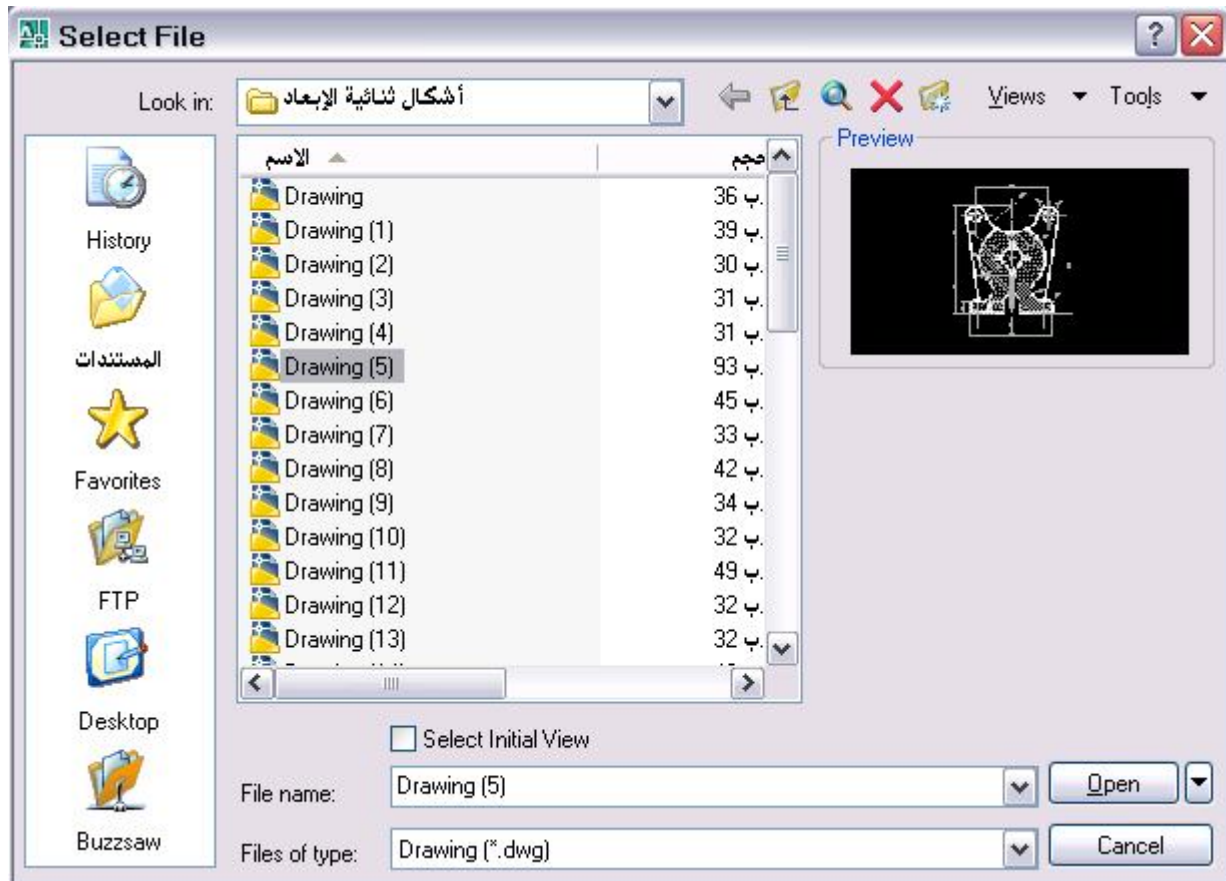 Select File
Look in:
أشكال ثنائية الإبعاد
Views
Tools
History
المستندات
Favorites
FTP
Desktop
Buzzsaw
الاسم حجم
Drawing 36 ب.
Drawing (1) 39 ب.
Drawing (2) 30 ب.
Drawing (3) 31 ب.
Drawing (4) 31 ب.
Drawing (5) 93 ب.
Drawing (6) 45 ب.
Drawing (7) 33 ب.
Drawing (8) 42 ب.
Drawing (9) 34 ب.
Drawing (10) 32 ب.
Drawing (11) 49 ب.
Drawing (12) 32 ب.
Drawing (13) 32 ب.
Preview
Select Initial View
File name: Drawing (5) Open
Files of type: Drawing (*.dwg) Cancel